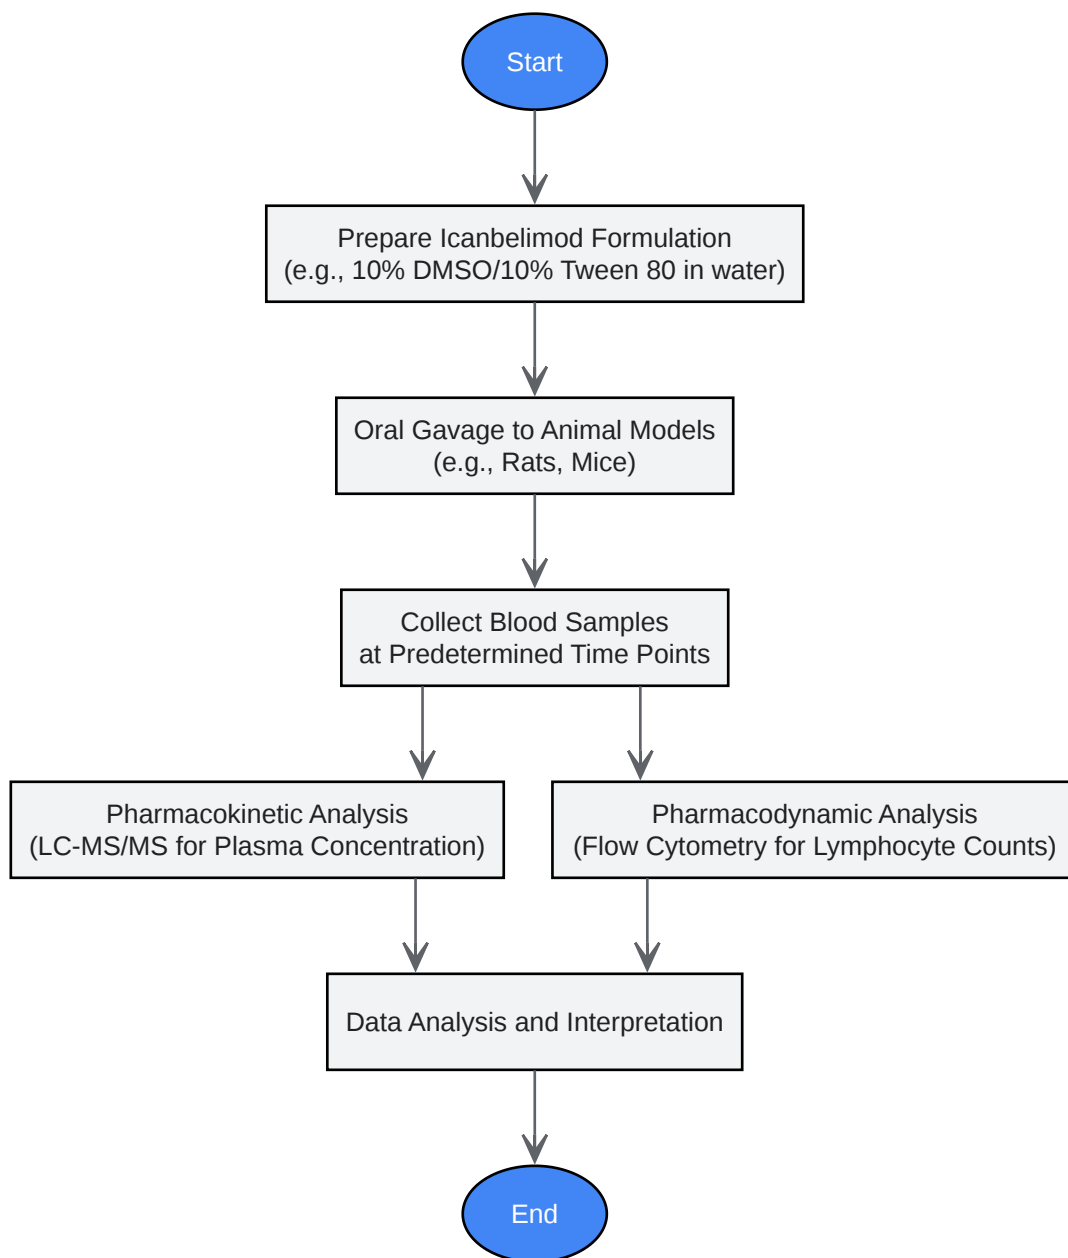 Start
Prepare Icanbelimod Formulation
(e.g., 10% DMSO/10% Tween 80 in water)
Oral Gavage to Animal Models
(e.g., Rats, Mice)
Collect Blood Samples
at Predetermined Time Points
Pharmacokinetic Analysis
(LC-MS/MS for Plasma Concentration)
Pharmacodynamic Analysis
(Flow Cytometry for Lymphocyte Counts)
Data Analysis and Interpretation
End